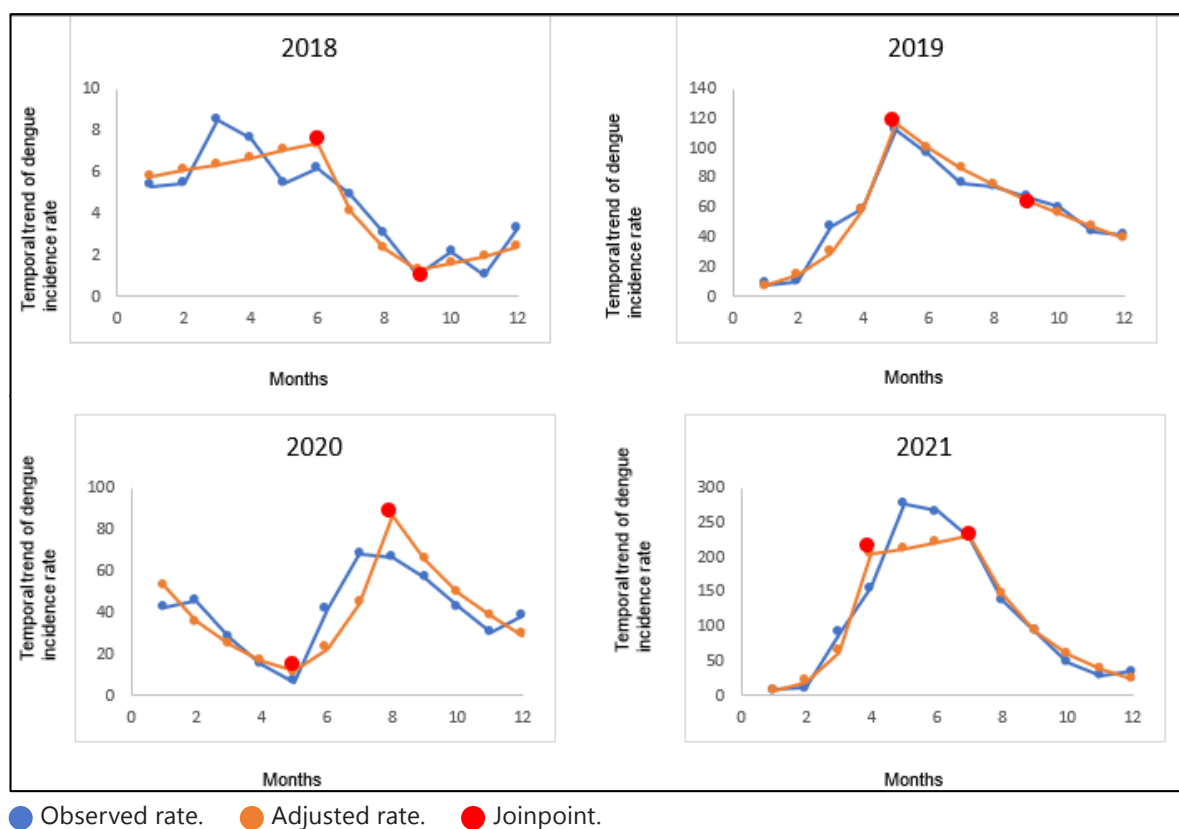 2018
Temporal trend of dengue
incidence rate
10
8
6
4
2
0
0 2 4 6 8 10 12
Months
2019
Temporal trend of dengue
incidence rate
140
120
100
80
60
40
20
0
0 2 4 6 8 10 12
Months
2020
Temporal trend of dengue
incidence rate
100
80
60
40
20
0
0 2 4 6 8 10 12
Months
2021
Temporal trend of dengue
incidence rate
300
250
200
150
100
50
0
0 2 4 6 8 10 12
Months
Observed rate. Adjusted rate. Joinpoint.